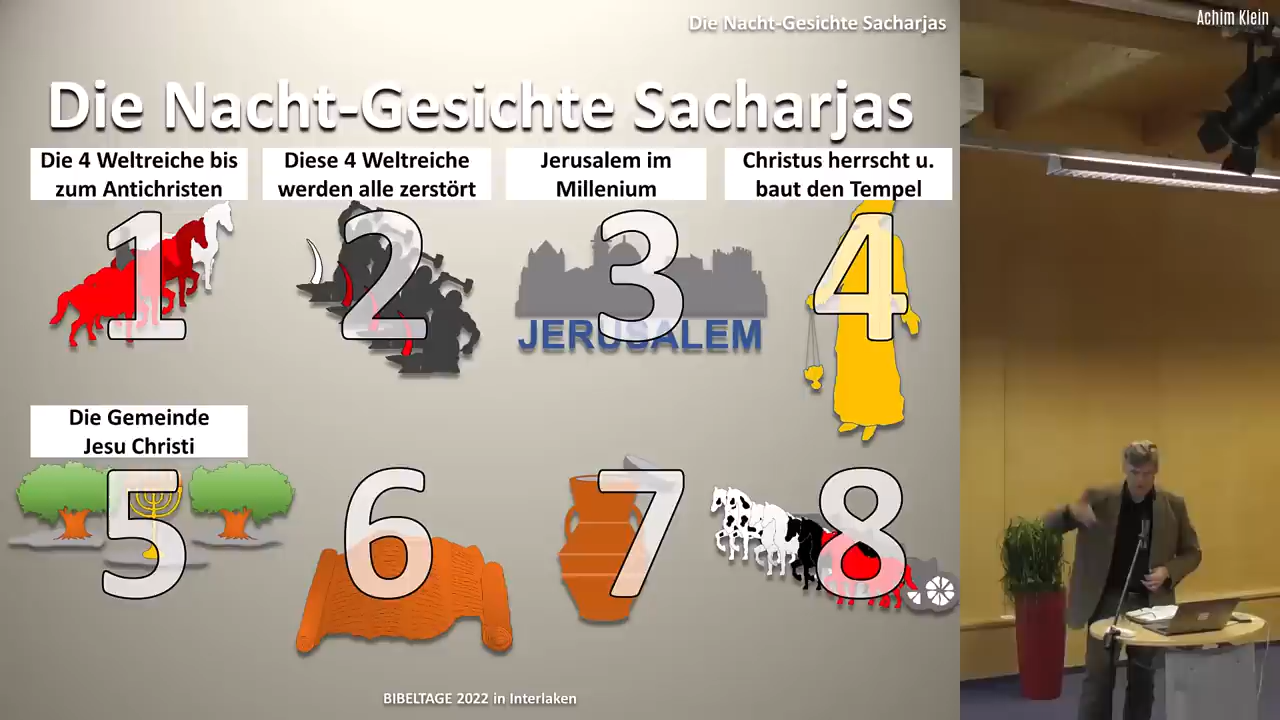 Die Nacht-Gesichte Sacharjas
Achim Klein
Die Nacht-Gesichte Sacharjas
Die 4 Weltreiche bis
zum Antichristen
Diese 4 Weltreiche
werden alle zerstört
Jerusalem im
Millenium
Christus herrscht u.
baut den Tempel
1
2
3
4
JERUSALEM
Die Gemeinde
Jesu Christi
5
6
7
8
BIBELTAGE 2022 in Interlaken